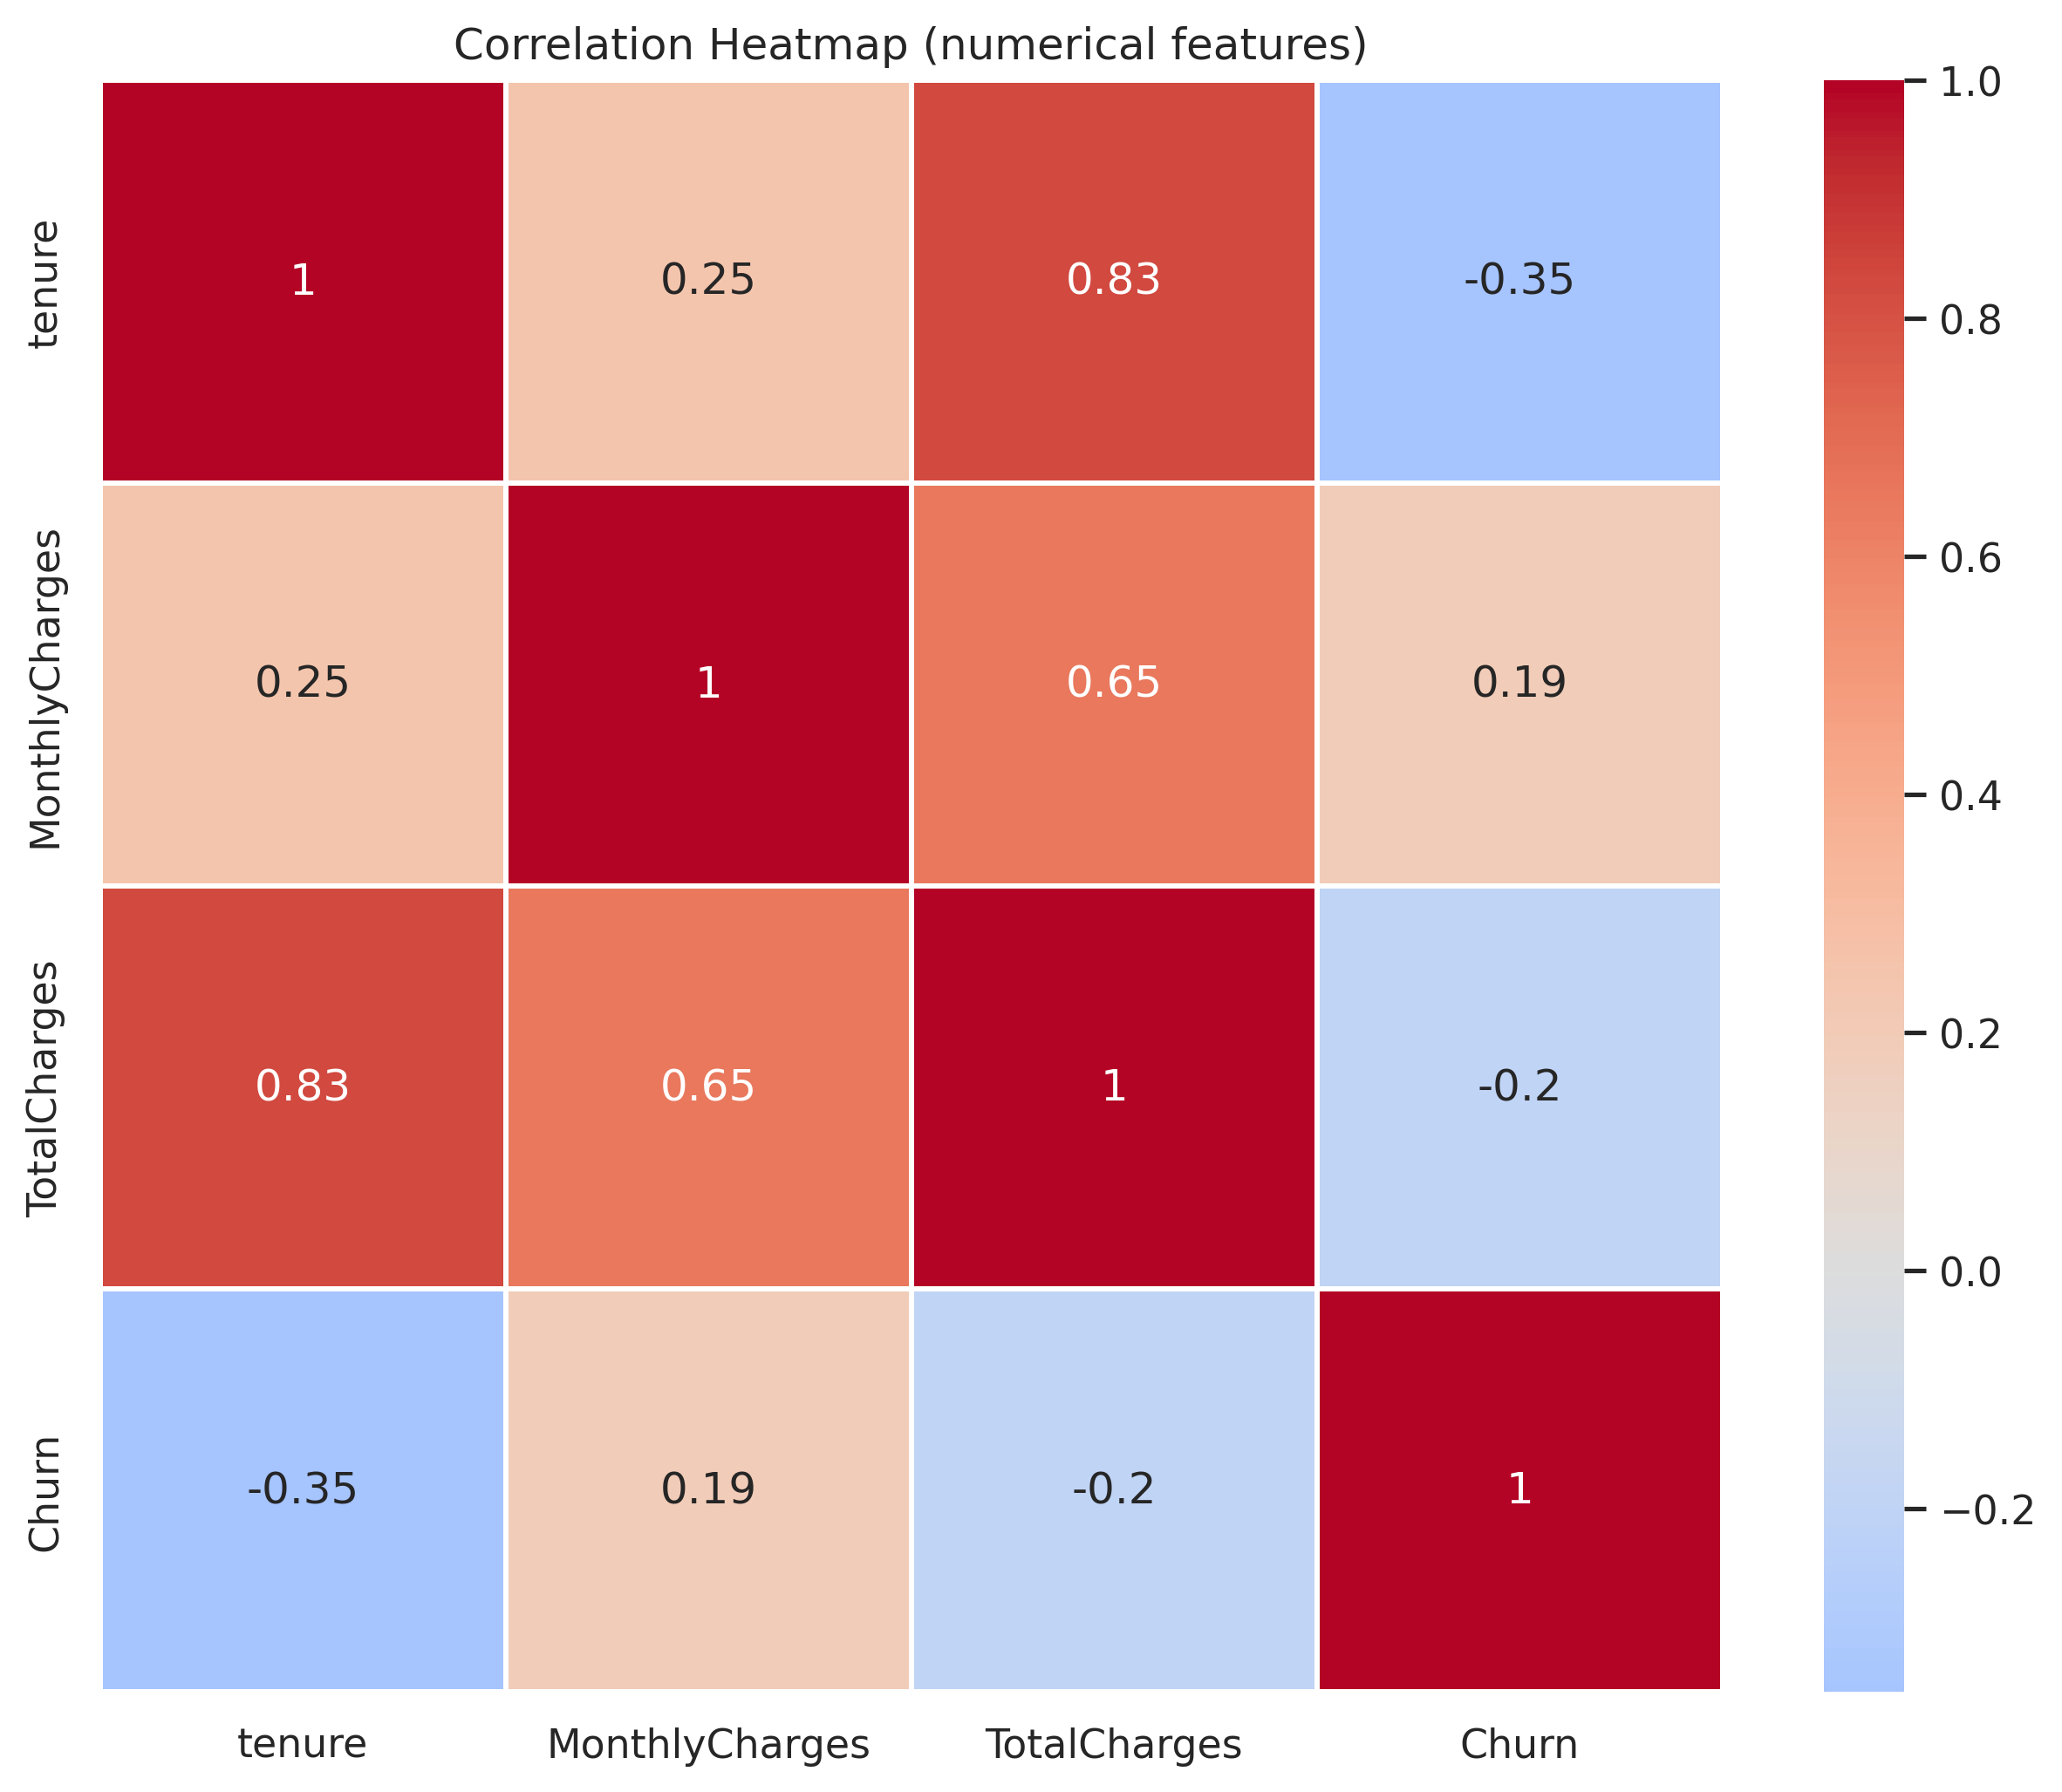 Correlation Heatmap (numerical features)
tenure
1
0.25
0.83
-0.35
MonthlyCharges
0.25
1
0.65
0.19
TotalCharges
0.83
0.65
1
-0.2
Churn
-0.35
0.19
-0.2
1
tenure
MonthlyCharges
TotalCharges
Churn
1.0
0.8
0.6
0.4
0.2
0.0
−0.2